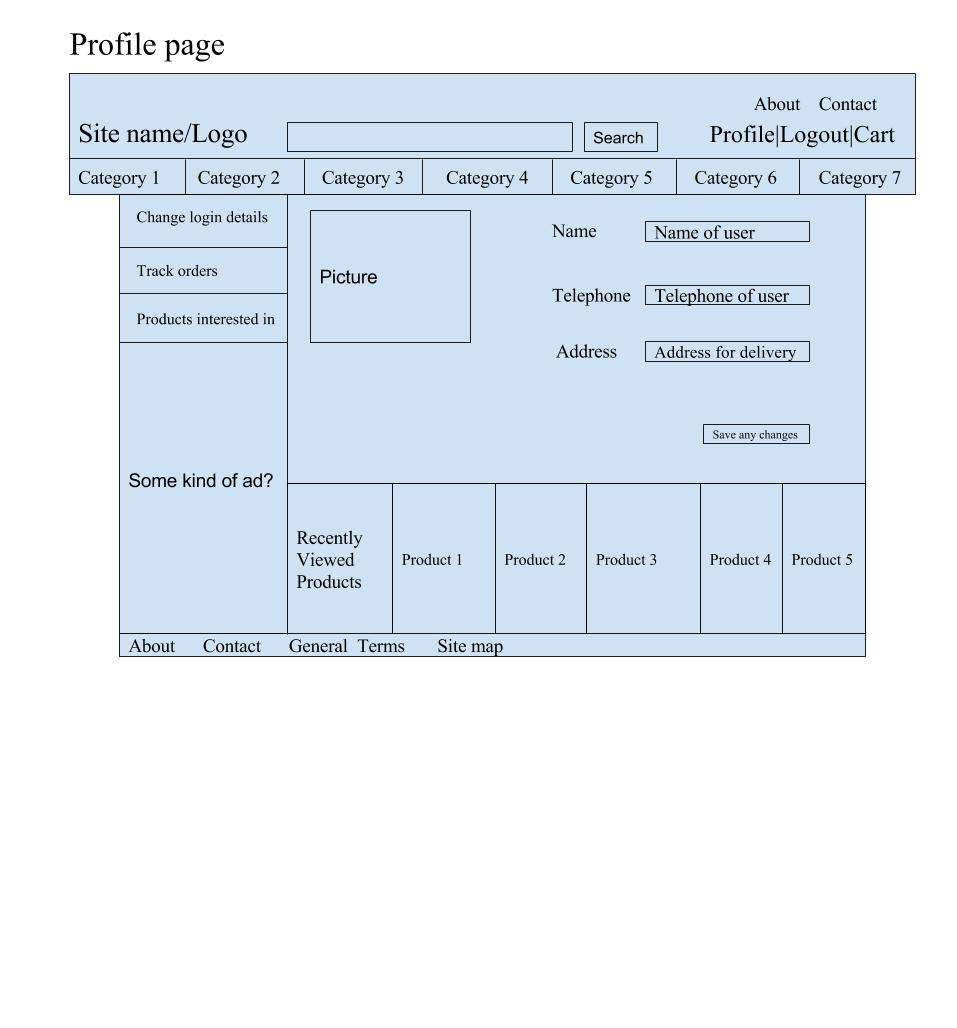 Profile page
About Contact
Site name/Logo Search Profile|Logout|Cart
Category 1 Category 2 Category 3 Category 4 Category 5 Category 6 Category 7
Change login details
Track orders
Products interested in
Some kind of ad?
Picture
Name Name of user
Telephone Telephone of user
Address Address for delivery
Save any changes
Recently
Viewed
Products
Product 1 Product 2 Product 3 Product 4 Product 5
About Contact General Terms Site map